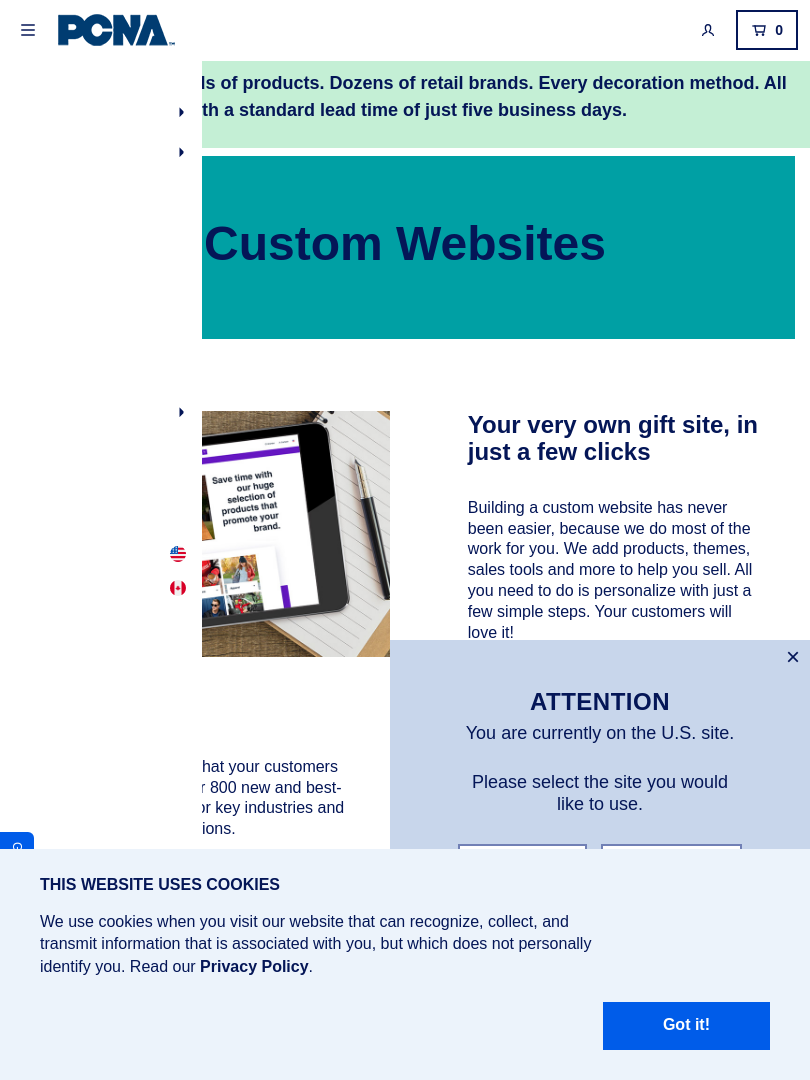 PCNA
0
ls of products. Dozens of retail brands. Every decoration method. All
th a standard lead time of just five business days.
Custom Websites
Save time with
our huge
selection of
products that
promote your
brand.
Your very own gift site, in
just a few clicks
Building a custom website has never
been easier, because we do most of the
work for you. We add products, themes,
sales tools and more to help you sell. All
you need to do is personalize with just a
few simple steps. Your customers will
love it!
hat your customers
r 800 new and best-
or key industries and
ions.
ATTENTION
You are currently on the U.S. site.
Please select the site you would
like to use.
THIS WEBSITE USES COOKIES
We use cookies when you visit our website that can recognize, collect, and
transmit information that is associated with you, but which does not personally
identify you. Read our Privacy Policy.
Got it!